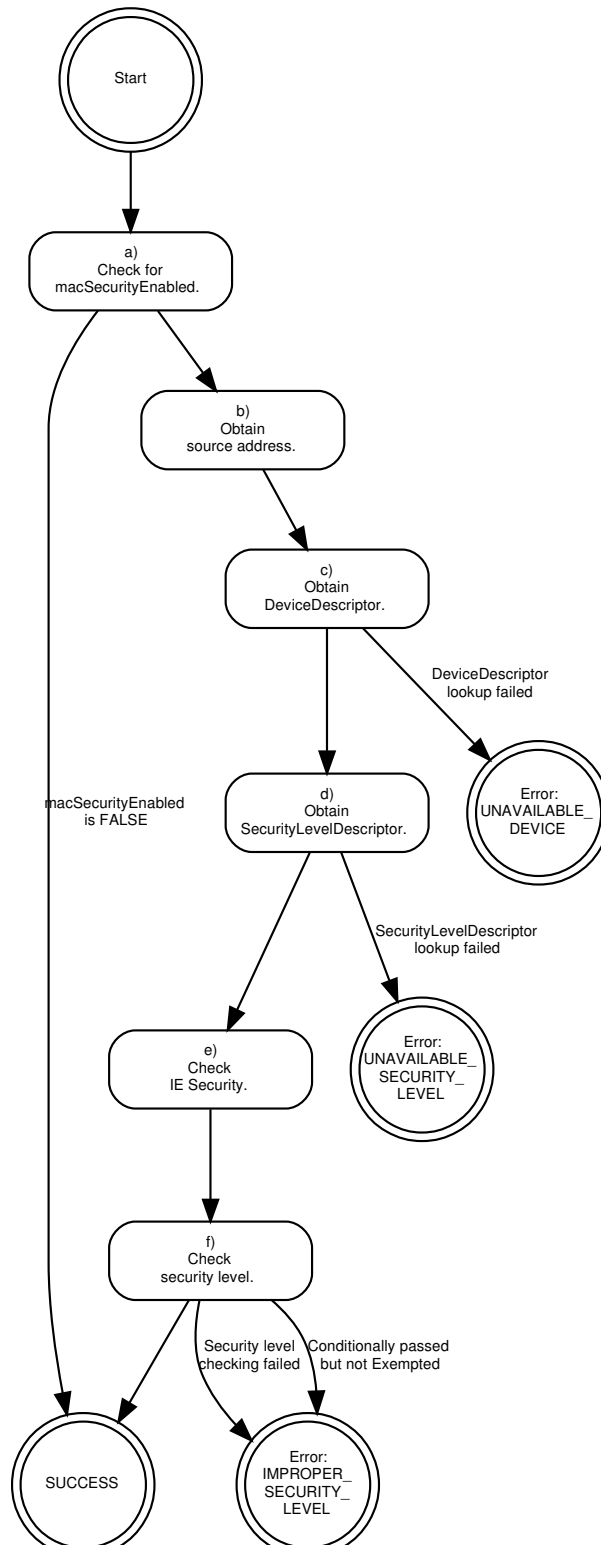 Start
a)
Check for
macSecurityEnabled.
b)
Obtain
source address.
c)
Obtain
DeviceDescriptor.
DeviceDescriptor
lookup failed
Error:
UNAVAILABLE_
DEVICE
macSecurityEnabled
is FALSE
d)
Obtain
SecurityLevelDescriptor.
SecurityLevelDescriptor
lookup failed
Error:
UNAVAILABLE_
SECURITY_
LEVEL
e)
Check
IE Security.
f)
Check
security level.
Security level
checking failed
Conditionally passed
but not Exempted
SUCCESS
Error:
IMPROPER_
SECURITY_
LEVEL